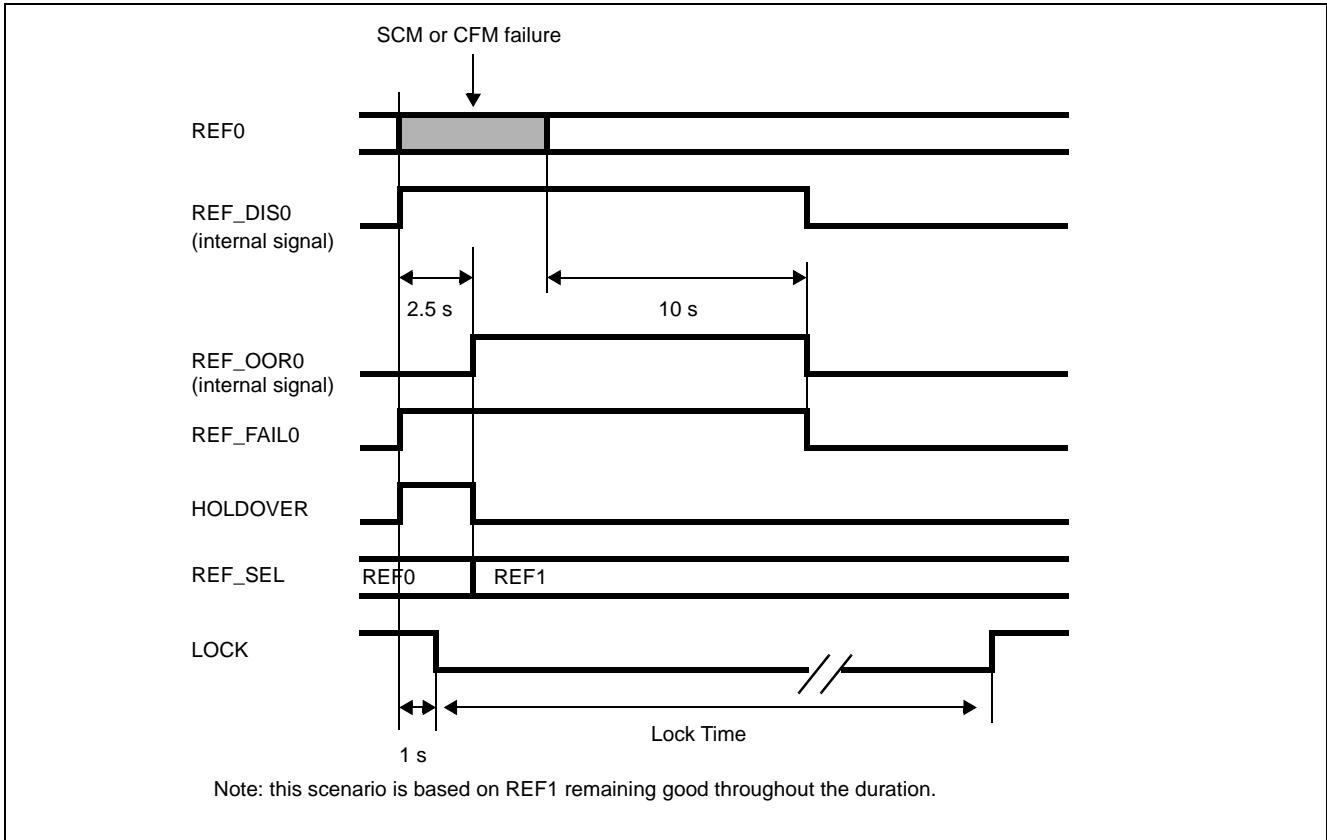 SCM or CFM failure
REF0
REF_DIS0
(internal signal)
2.5 s
10 s
REF_OOR0
(internal signal)
REF_FAIL0
HOLDOVER
REF_SEL
REF0
REF1
LOCK
Lock Time
1 s
Note: this scenario is based on REF1 remaining good throughout the duration.